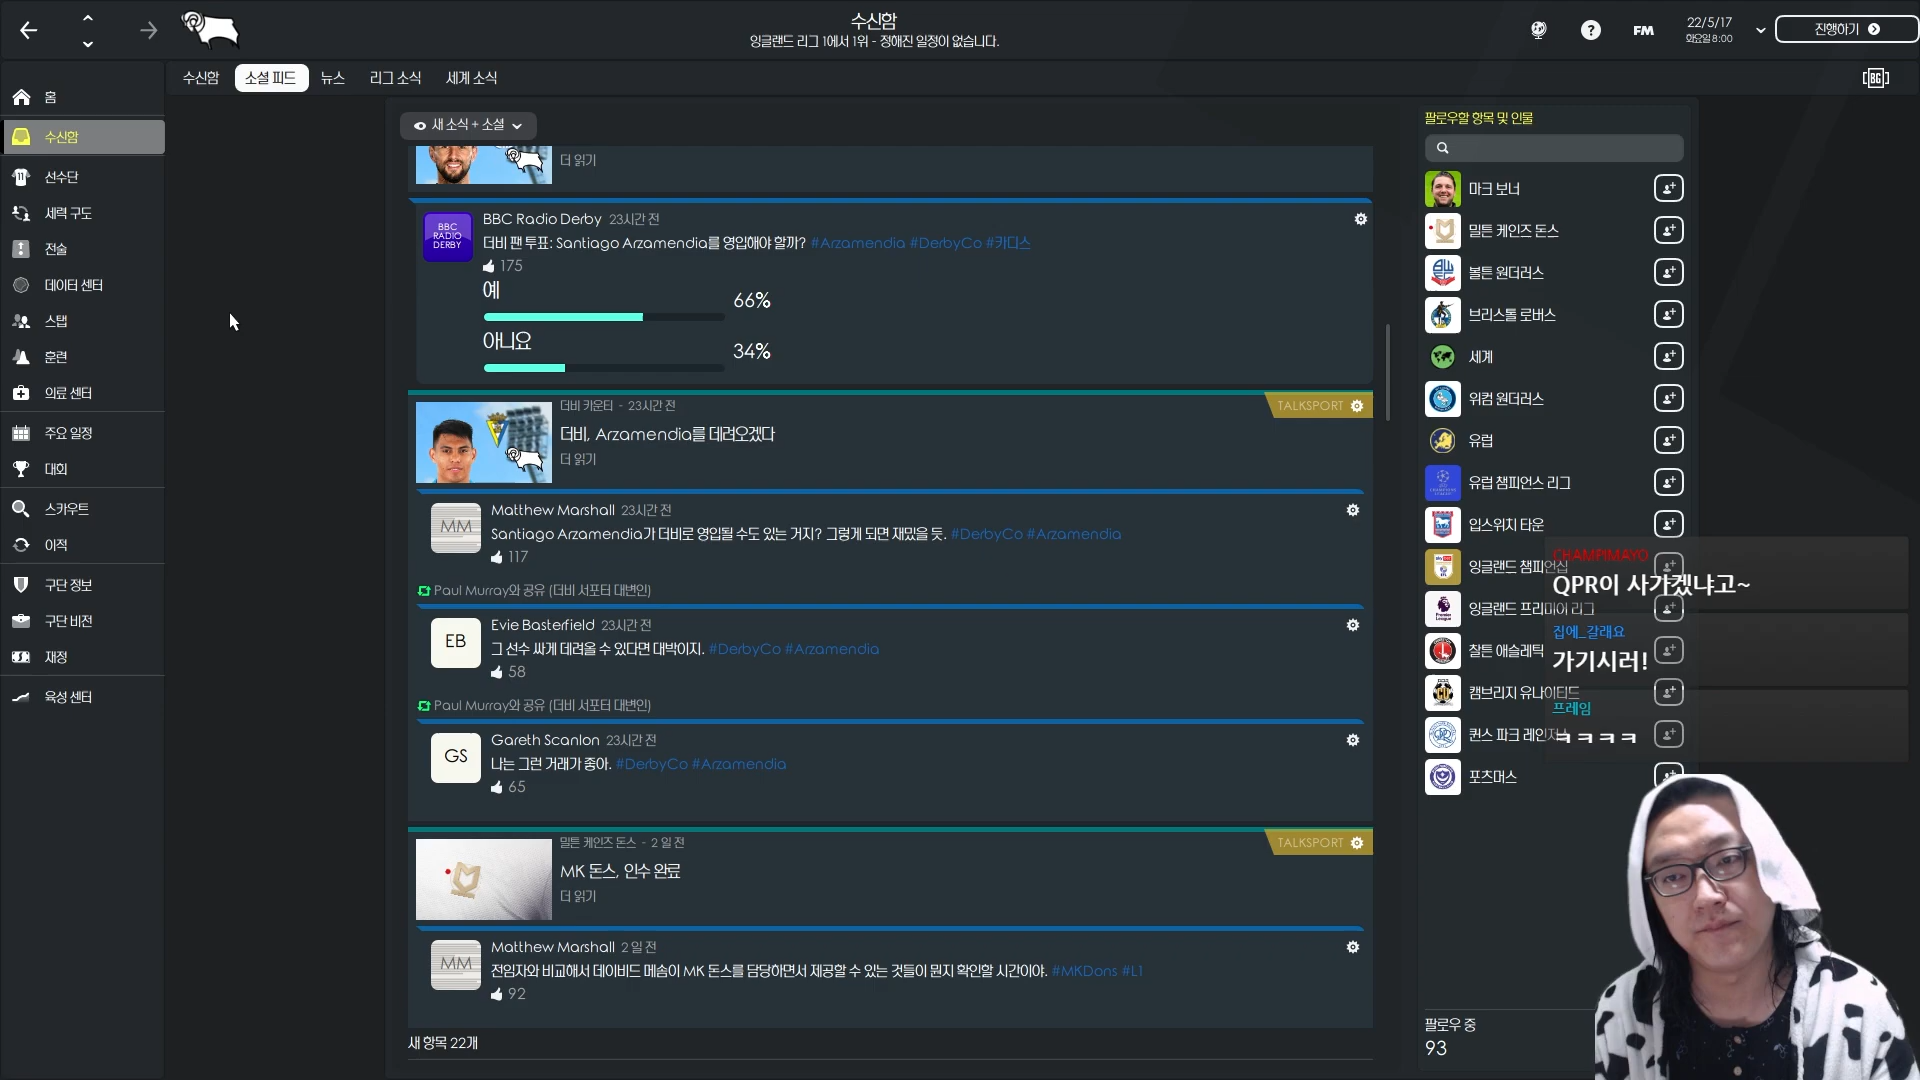 수신함
잉글랜드 리그 1에서 1위 - 정해진 일정이 없습니다.
FM
22/5/17
화요일 8:00
진행하기
수신함
소셜 피드
뉴스
리그 소식
세계 소식
홈
수신함
선수단
세력 구도
전술
데이터 센터
스탭
훈련
의료 센터
주요 일정
대회
스카우트
이적
구단 정보
구단 비전
재정
육성 센터
새 소식 + 소셜
더 읽기
BBC RADIO DERBY
BBC Radio Derby 23시간 전
더비 팬 투표: Santiago Arzamendia를 영입해야 할까? #Arzamendia #DerbyCo #카디스
175
예
66%
아니요
34%
더비 카운티 - 23시간 전
TALKSPORT
더비, Arzamendia를 데려오겠다
더 읽기
MM
Matthew Marshall 23시간 전
Santiago Arzamendia가 더비로 영입될 수도 있는 거지? 그렇게 되면 재밌을 듯. #DerbyCo #Arzamendia
117
Paul Murray와 공유 (더비 서포터 대변인)
EB
Evie Basterfield 23시간 전
그 선수 싸게 데려올 수 있다면 대박이지. #DerbyCo #Arzamendia
58
Paul Murray와 공유 (더비 서포터 대변인)
GS
Gareth Scanlon 23시간 전
나는 그런 거래가 좋아. #DerbyCo #Arzamendia
65
밀튼 케인즈 돈스 - 2 일 전
TALKSPORT
MK 돈스, 인수 완료
더 읽기
MM
Matthew Marshall 2 일 전
전임자와 비교해서 데이비드 메솜이 MK 돈스를 담당하면서 제공할 수 있는 것들이 뭔지 확인할 시간이야. #MKDons #L1
92
새 항목 22개
팔로우할 항목 및 인물
마크 보너
밀튼 케인즈 돈스
볼튼 원더러스
브리스톨 로버스
세계
위컴 원더러스
유럽
유럽 챔피언스 리그
입스위치 타운
잉글랜드 챔피언십
잉글랜드 프리미어 리그
찰튼 애슬레틱
캠브리지 유나이티드
퀸스 파크 레인저스
포츠머스
CHAMPIMAYO
QPR이 사가겠냐고~
집에_갈래요
가기시러!
프레임
ㅋㅋㅋㅋ
팔로우 중
93